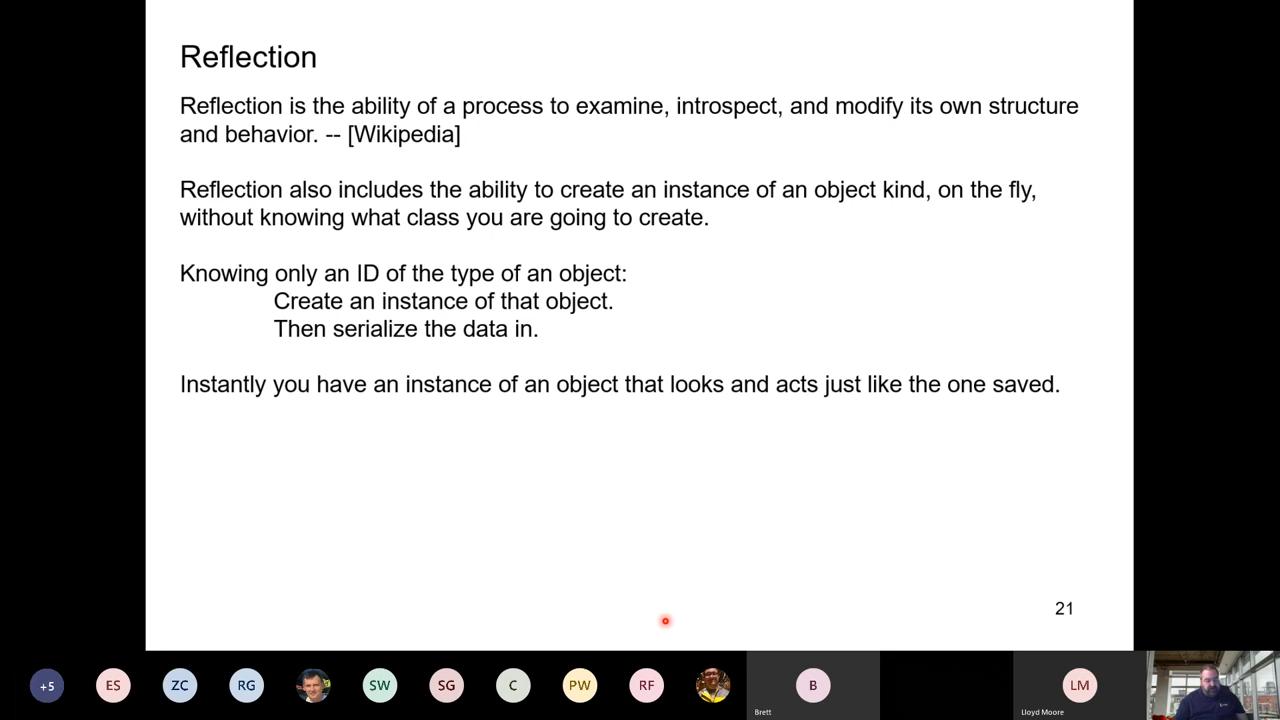 Reflection
Reflection is the ability of a process to examine, introspect, and modify its own structure
and behavior. -- [Wikipedia]
Reflection also includes the ability to create an instance of an object kind, on the fly,
without knowing what class you are going to create.
Knowing only an ID of the type of an object:
Create an instance of that object.
Then serialize the data in.
Instantly you have an instance of an object that looks and acts just like the one saved.
21
+5 ES ZC RG SW SG C PW RF B LM
Brett Lloyd Moore